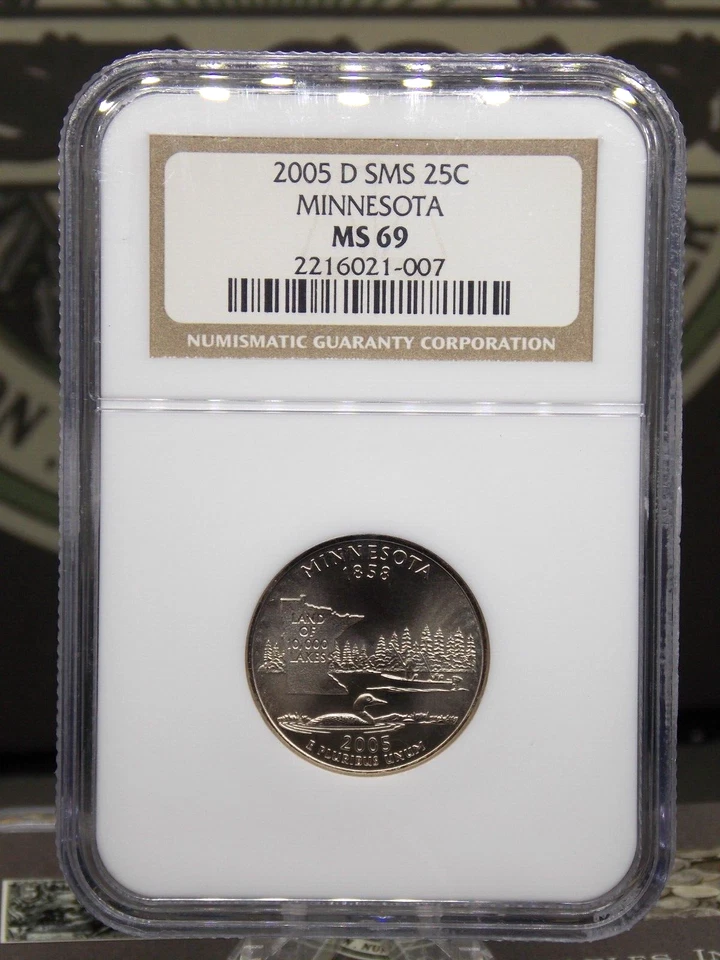 2005 D SMS 25C
MINNESOTA
MS 69
2216021-007
NUMISMATIC GUARANTY CORPORATION
MINNESOTA
1858
LAND
OF
10,000
LAKES
2005
E PLURIBUS UNUM